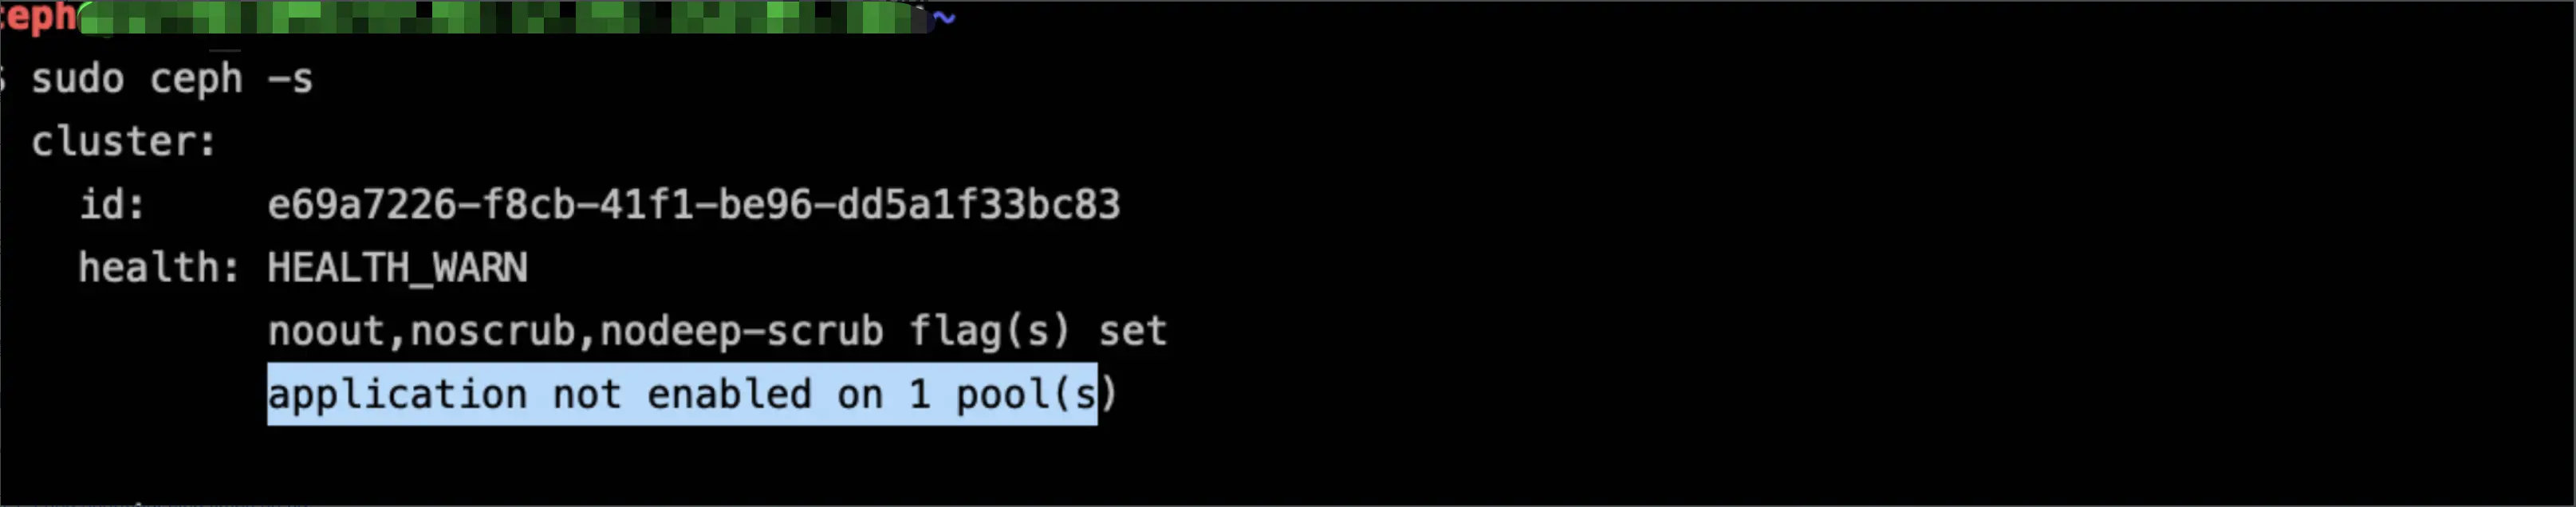 ceph ~
$ sudo ceph -s
cluster:
id: e69a7226-f8cb-41f1-be96-dd5a1f33bc83
health: HEALTH_WARN
noout,noscrub,nodeep-scrub flag(s) set
application not enabled on 1 pool(s)